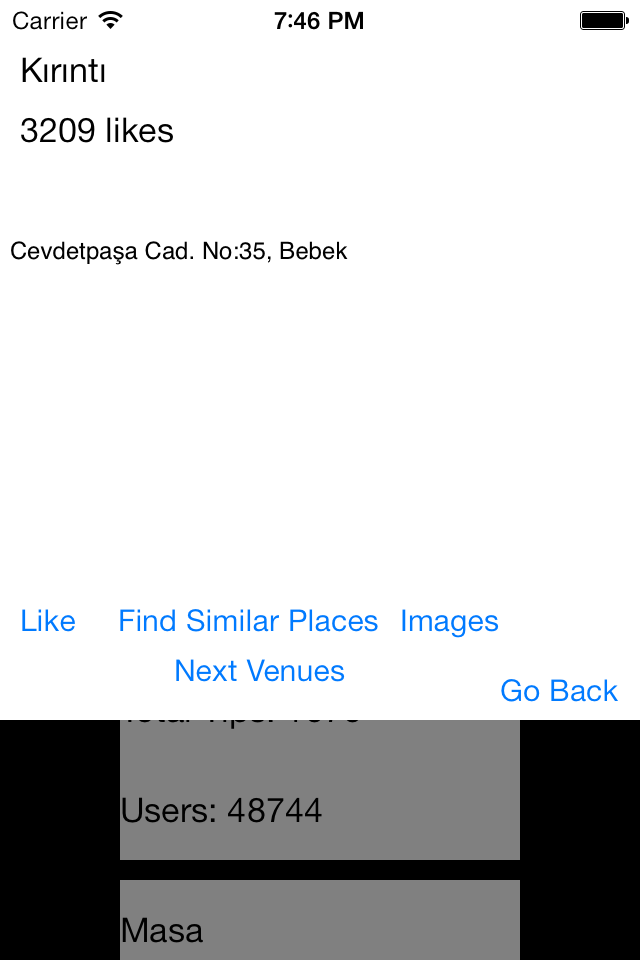 Carrier 7:46 PM
Kırıntı
3209 likes
Cevdetpaşa Cad. No:35, Bebek
Like Find Similar Places Images
Next Venues
Go Back
Users: 48744
Masa